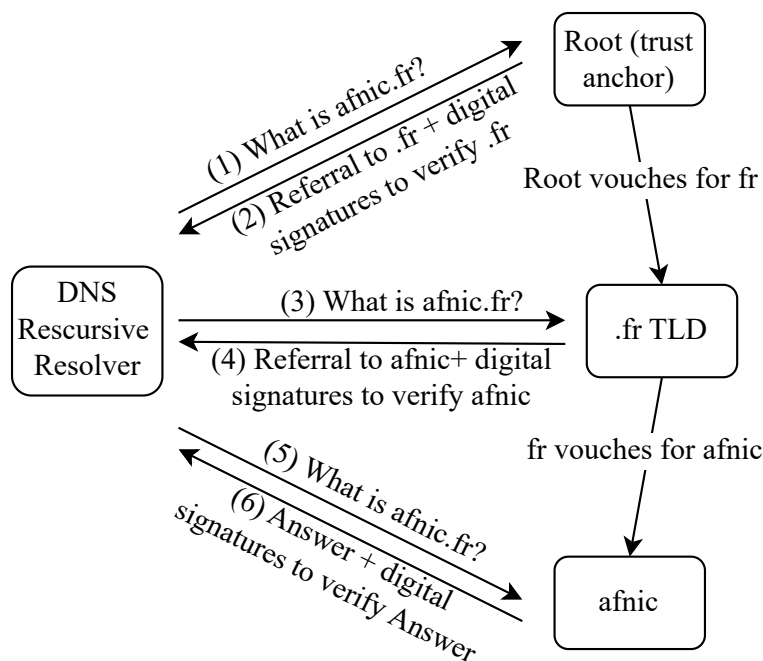 Root (trust
anchor)
(1) What is afnic.fr?
(2) Referral to .fr + digital
signatures to verify .fr
Root vouches for fr
DNS
Rescursive
Resolver
(3) What is afnic.fr?
.fr TLD
(4) Referral to afnic+ digital
signatures to verify afnic
fr vouches for afnic
(5) What is afnic.fr?
(6) Answer + digital
signatures to verify Answer
afnic